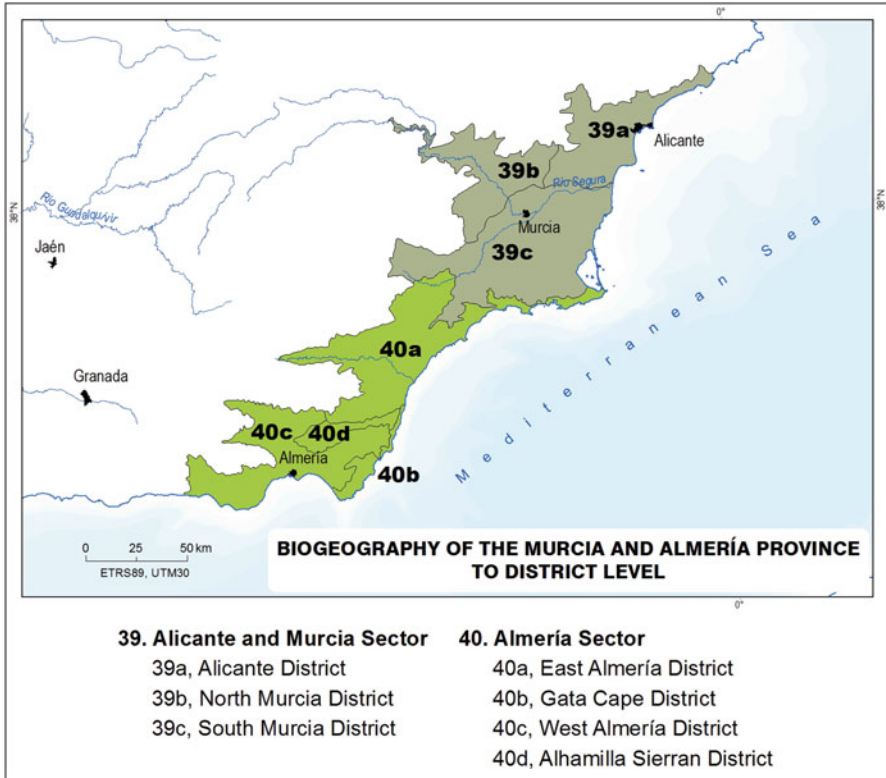 0°
39a
Alicante
39b
Río Segura
38°N
38°N
Río Guadalquivir
Murcia
Jaén
39c
Mediterranean Sea
40a
Granada
40c
40d
Almería
40b
0 25 50 km
ETRS89, UTM30
BIOGEOGRAPHY OF THE MURCIA AND ALMERÍA PROVINCE
TO DISTRICT LEVEL
0°
39. Alicante and Murcia Sector
39a, Alicante District
39b, North Murcia District
39c, South Murcia District
40. Almería Sector
40a, East Almería District
40b, Gata Cape District
40c, West Almería District
40d, Alhamilla Sierran District